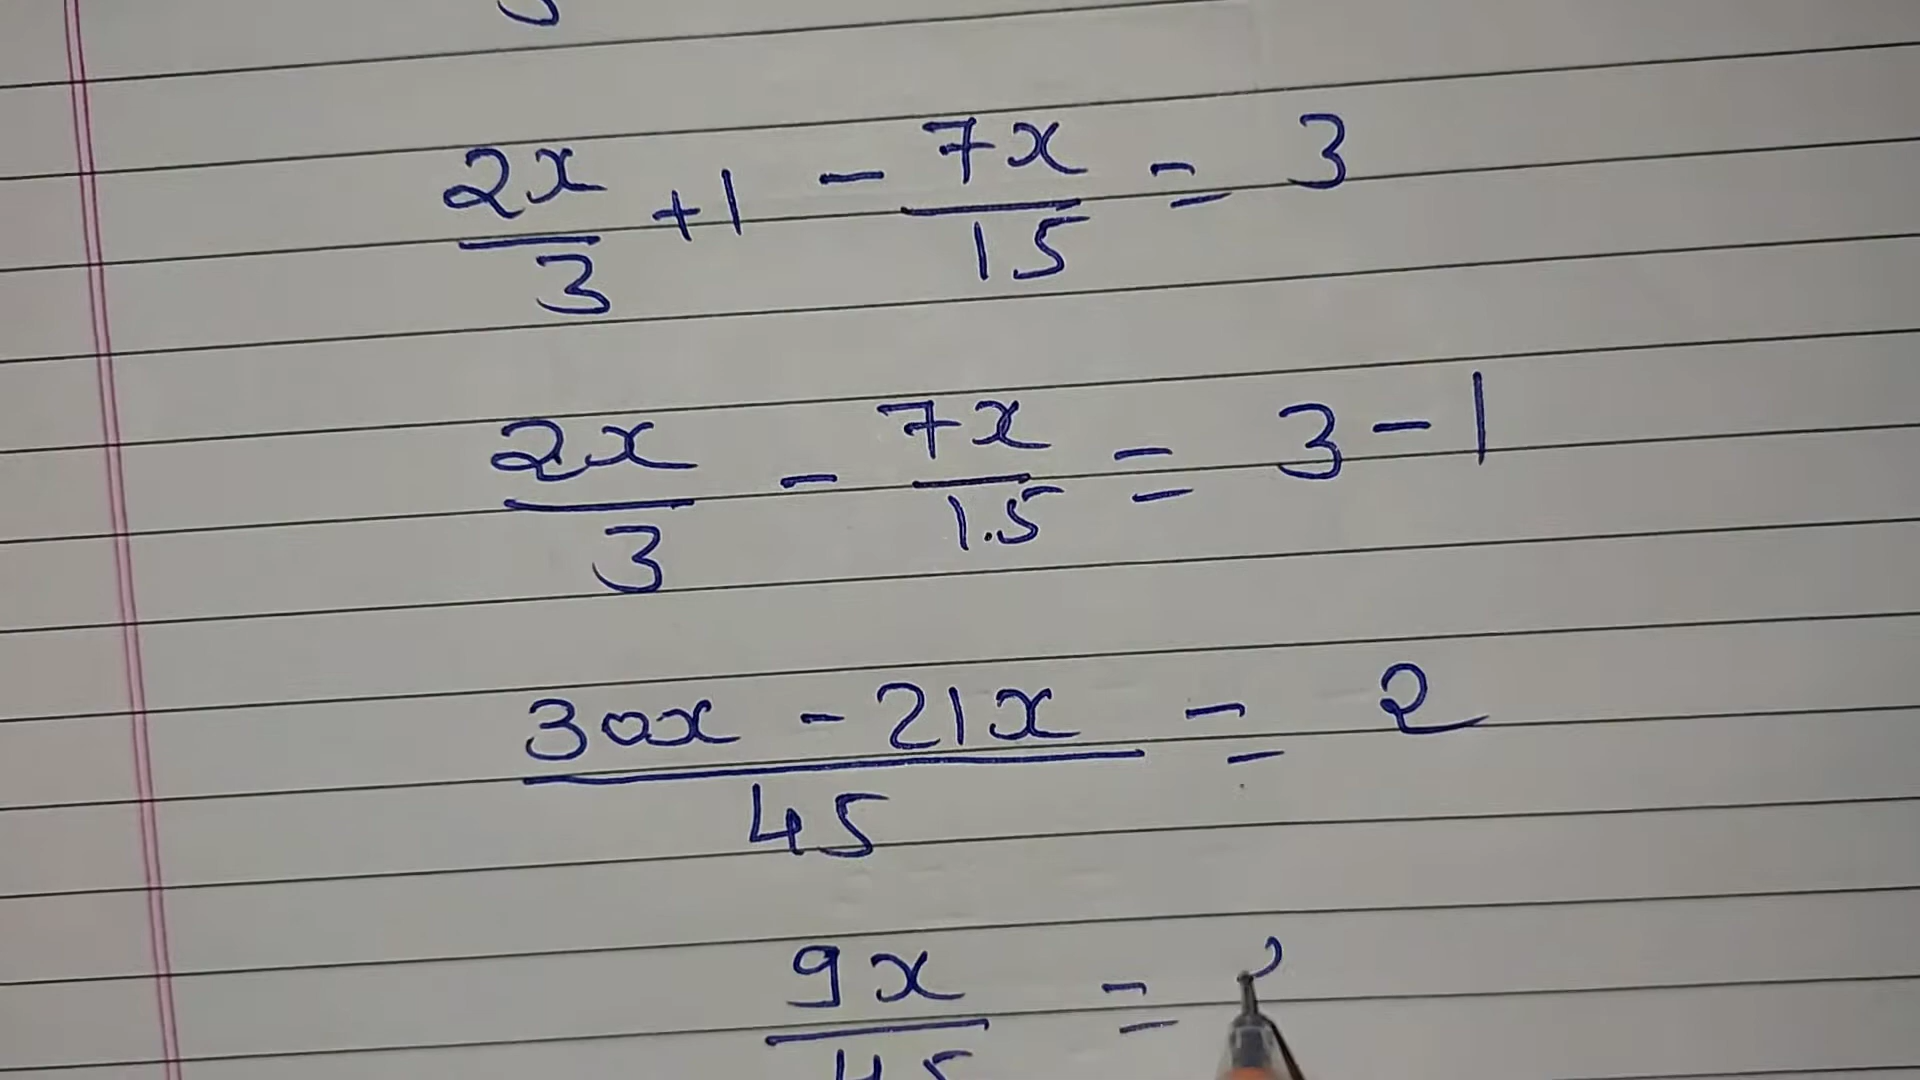 2x/3 + 1 - 7x/15 = 3
2x/3 - 7x/1.5 = 3 - 1
30x - 21x/45 = 2
9x/45 =